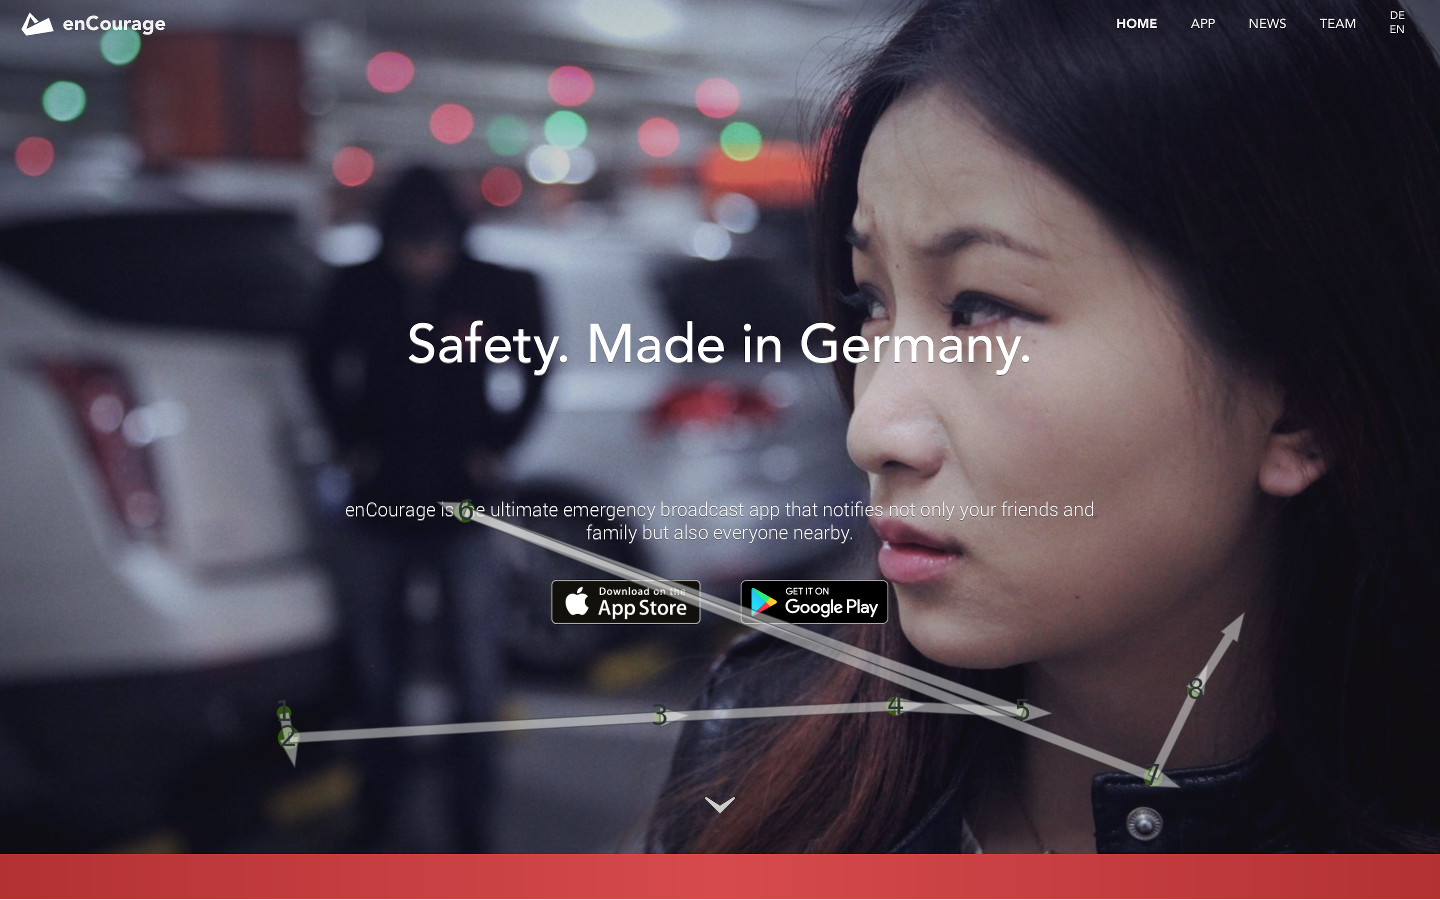 enCourage
HOME APP NEWS TEAM DE
EN
Safety. Made in Germany.
enCourage is the ultimate emergency broadcast app that notifies not only your friends and
family but also everyone nearby.
Download on the
App Store
GET IT ON
Google Play
1
2
3
4
5
6
7
8